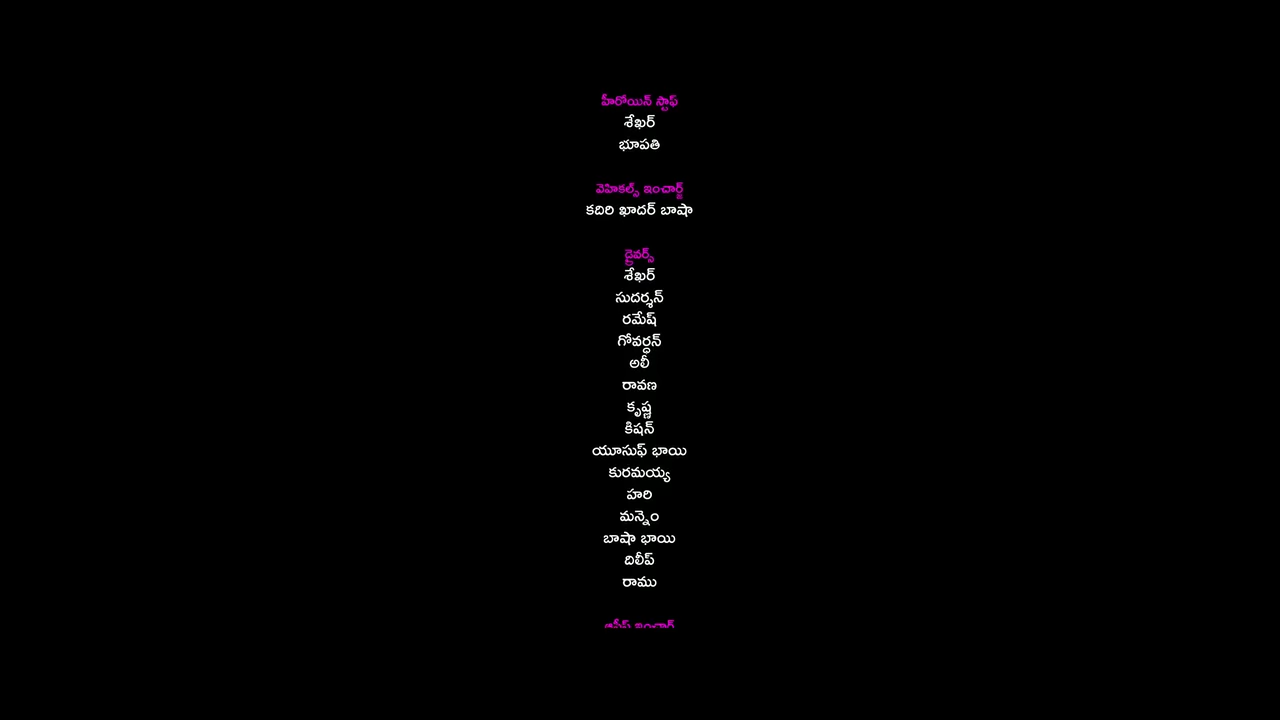 హీరోయిన్ స్టాఫ్
శేఖర్
భూపతి
వెహికల్స్ ఇంచార్జ్
కదిరి ఖాదర్ బాషా
డ్రైవర్స్
శేఖర్
సుదర్శన్
రమేష్
గోవర్ధన్
అలీ
రావణ
కృష్ణ
కిషన్
యూసుఫ్ భాయి
కురమయ్య
హరి
మన్నెం
బాషా భాయి
దిలీప్
రాము